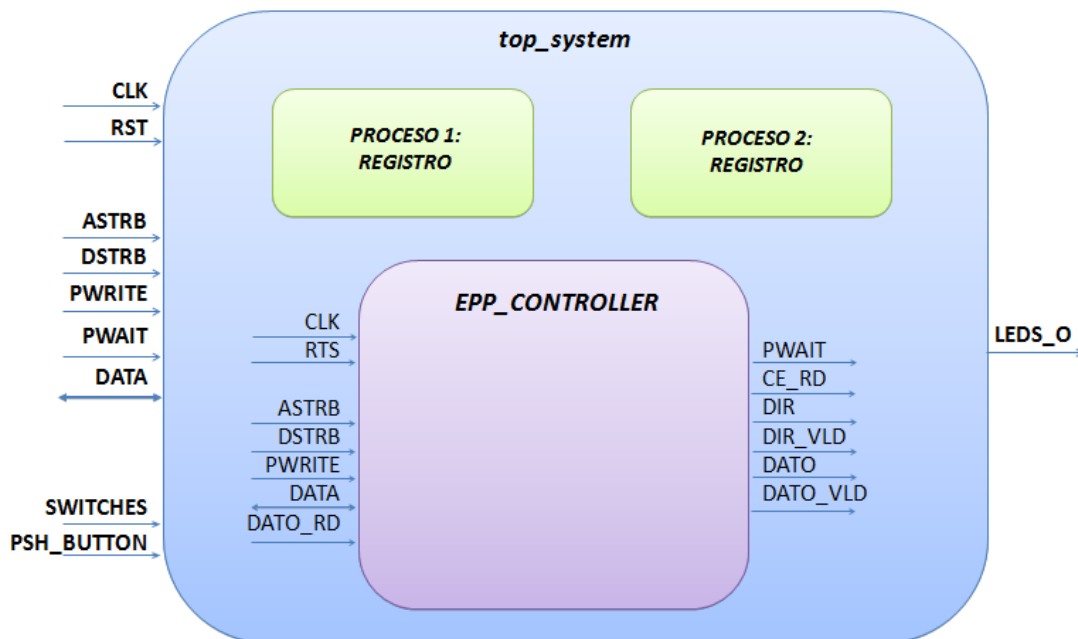 top_system
CLK
RST
PROCESO 1:
REGISTRO
PROCESO 2:
REGISTRO
ASTRB
DSTRB
PWRITE
PWAIT
DATA
SWITCHES
PSH_BUTTON
EPP_CONTROLLER
CLK
RTS
ASTRB
DSTRB
PWRITE
DATA
DATO_RD
PWAIT
CE_RD
DIR
DIR_VLD
DATO
DATO_VLD
LEDS_O